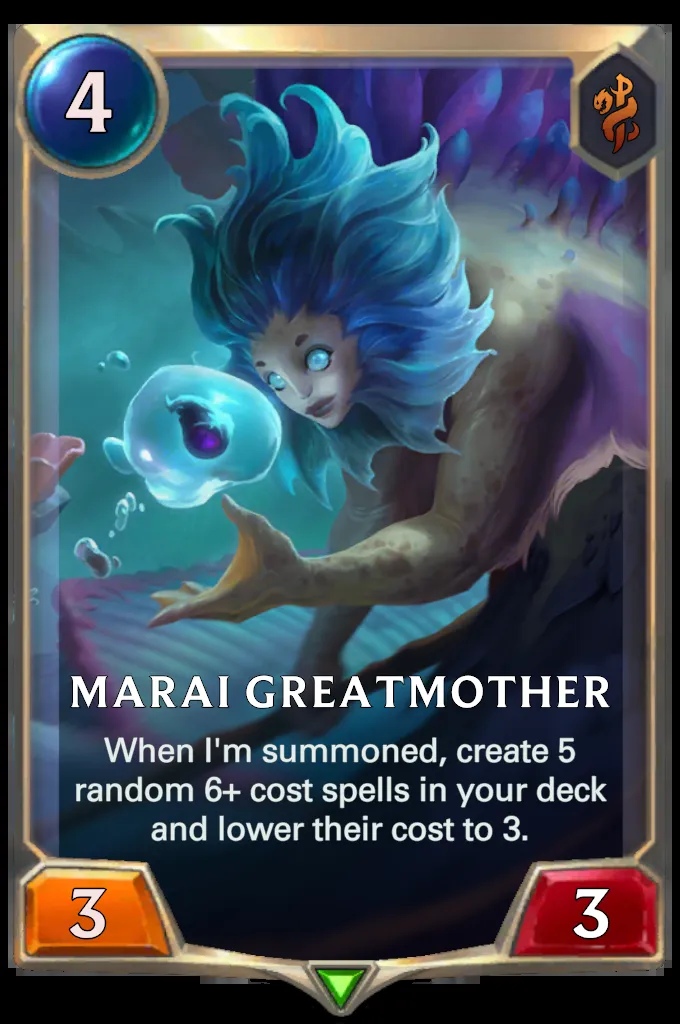 4
MARAI GREATMOTHER
When I'm summoned, create 5
random 6+ cost spells in your deck
and lower their cost to 3.
3
3